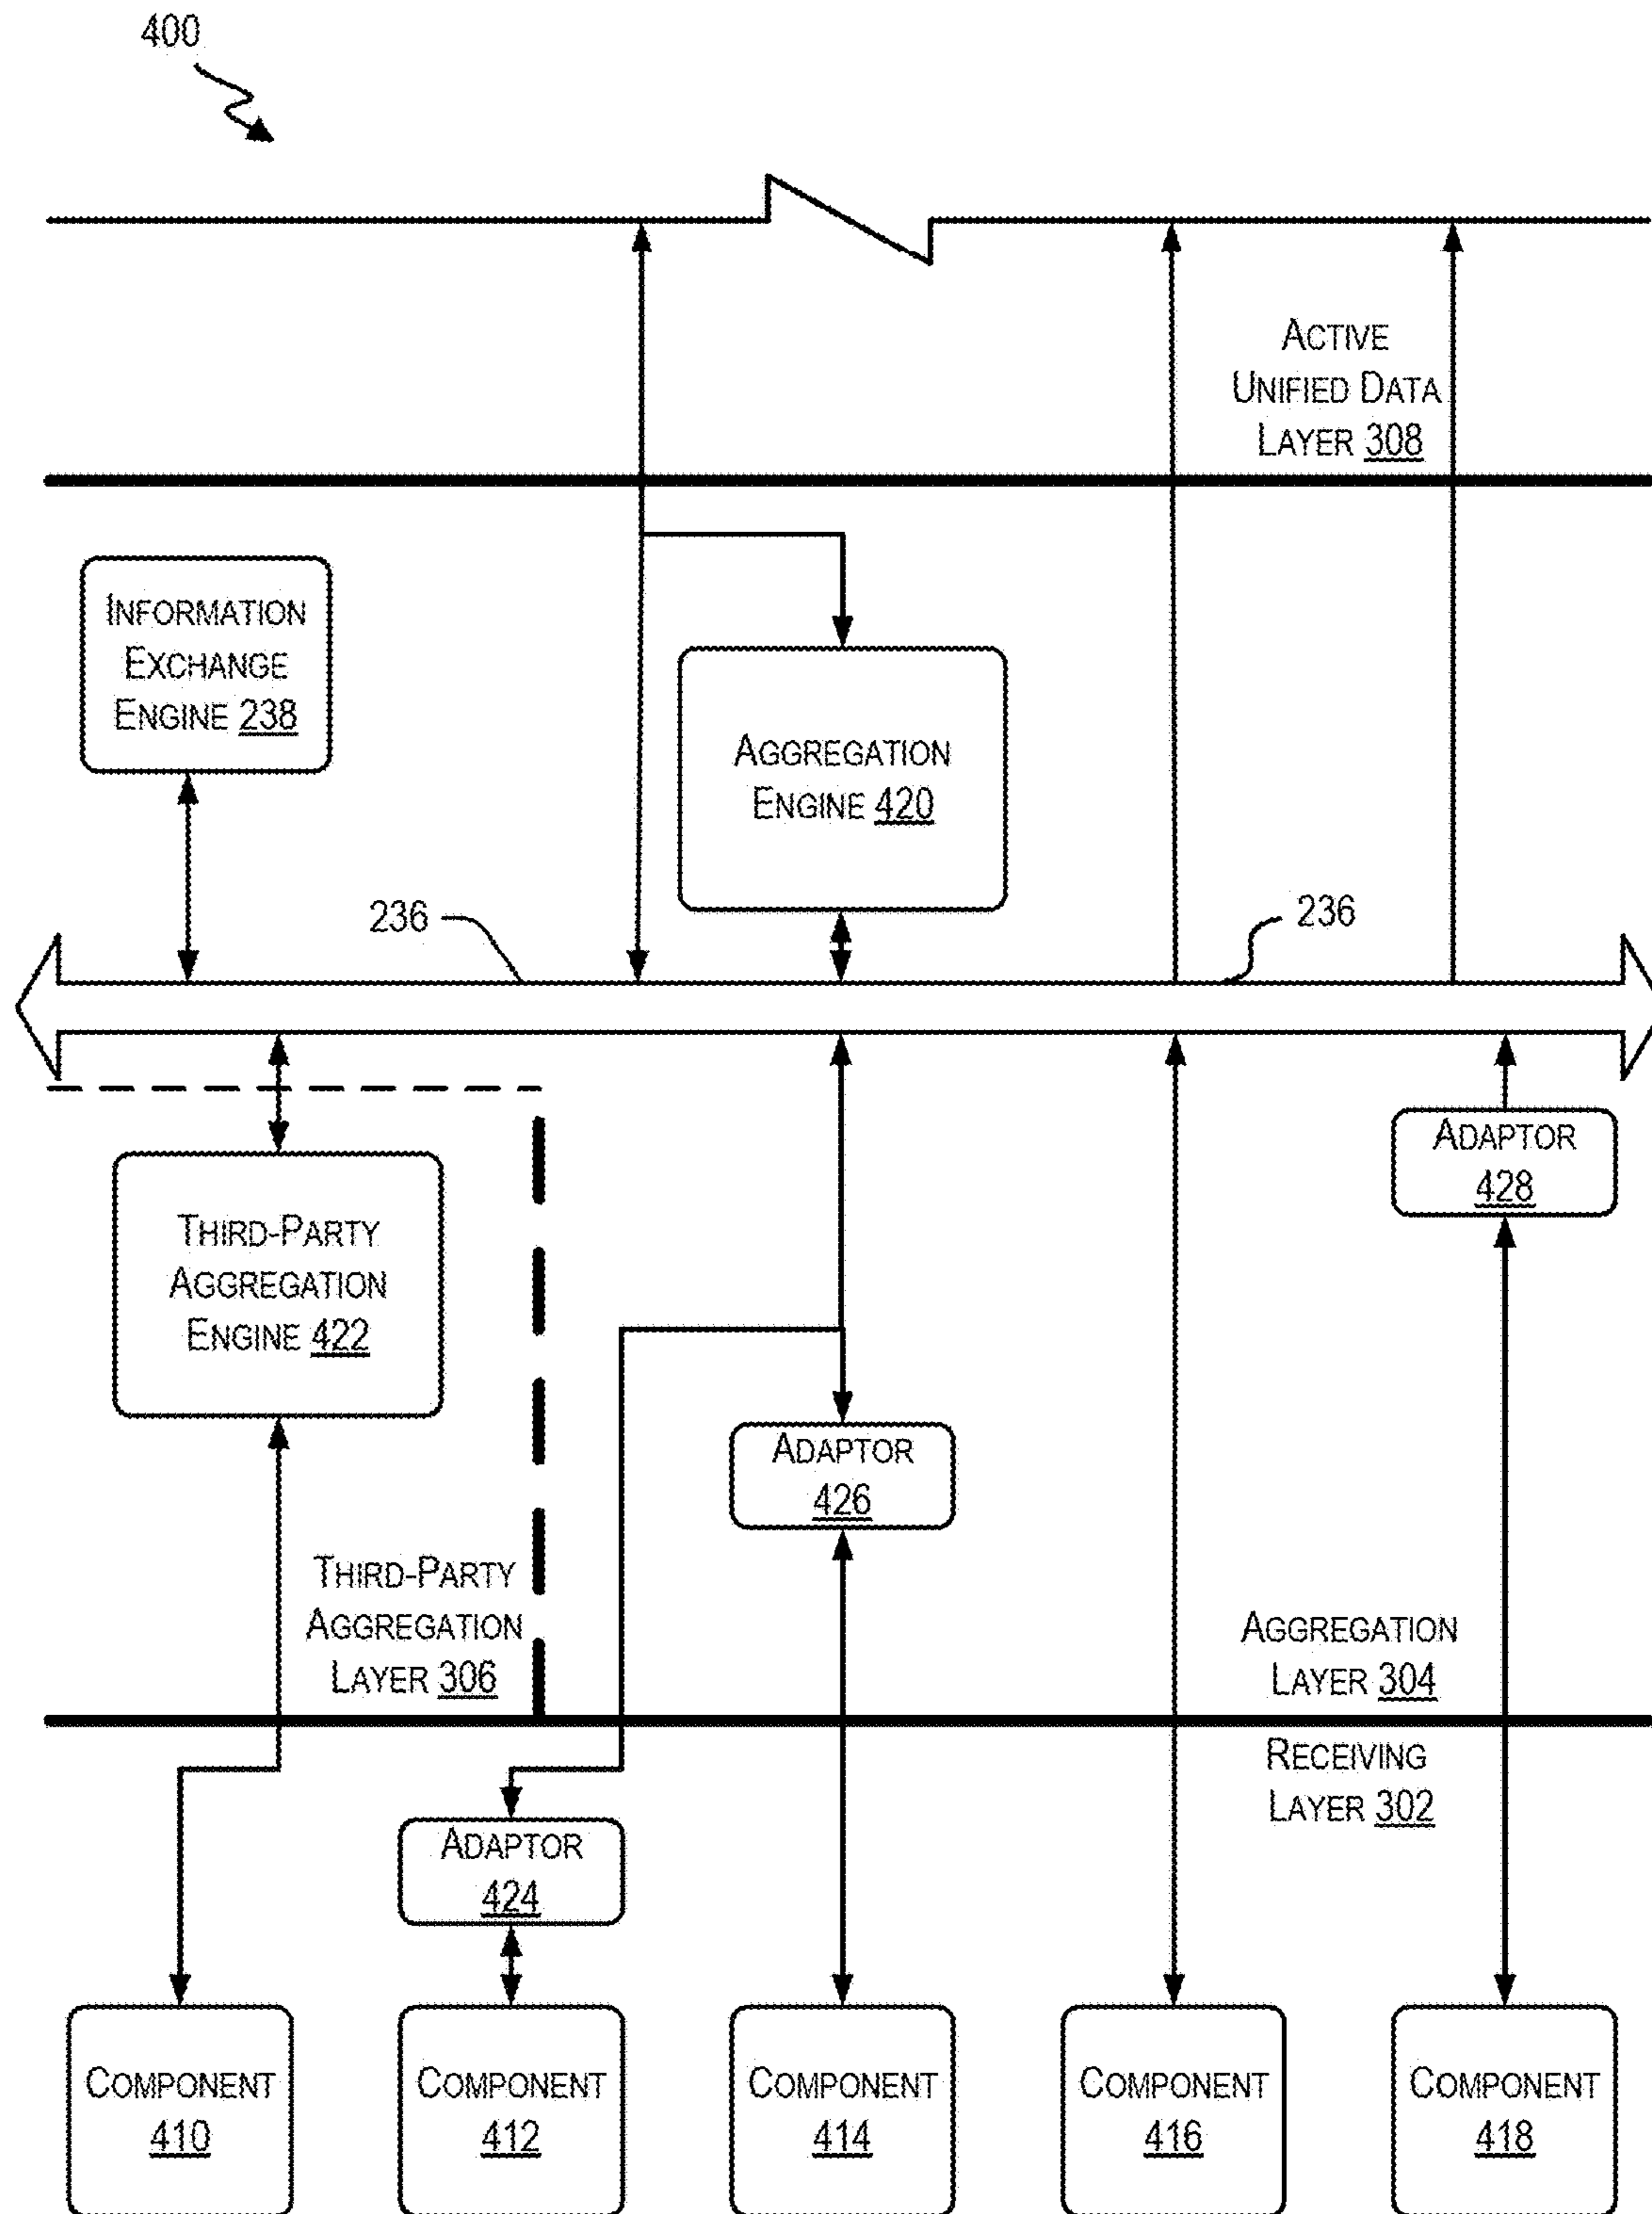 400
ACTIVE
UNIFIED DATA
LAYER 308
INFORMATION
EXCHANGE
ENGINE 238
AGGREGATION
ENGINE 420
236
236
ADAPTOR
428
THIRD-PARTY
AGGREGATION
ENGINE 422
ADAPTOR
426
THIRD-PARTY
AGGREGATION
LAYER 306
AGGREGATION
LAYER 304
RECEIVING
LAYER 302
ADAPTOR
424
COMPONENT
410
COMPONENT
412
COMPONENT
414
COMPONENT
416
COMPONENT
418